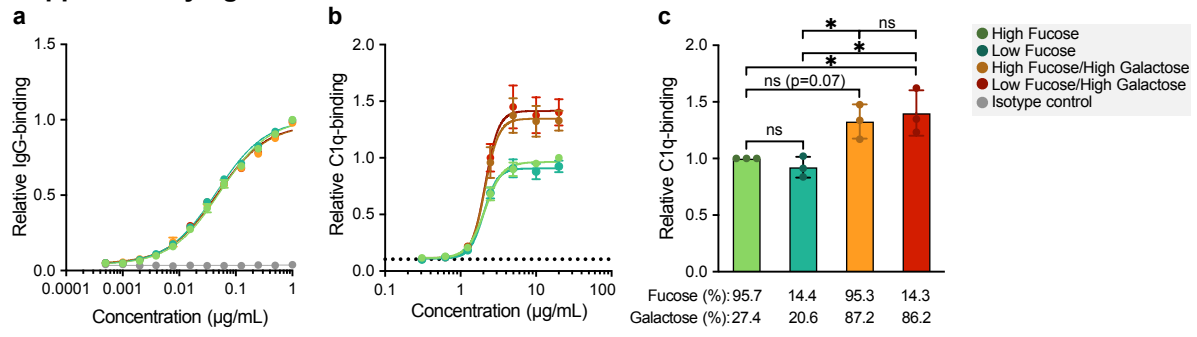 a
1.5
1.0
0.5
0.0
0.0001 0.001 0.01 0.1 1
Relative IgG-binding
Concentration (µg/mL)
b
2.0
1.5
1.0
0.5
0.0
0.1 1 10 100
Relative C1q-binding
Concentration (µg/mL)
c
2.0
1.5
1.0
0.5
0.0
Relative C1q-binding
* ns
*
*
ns (p=0.07)
ns
Fucose (%): 95.7 14.4 95.3 14.3
Galactose (%): 27.4 20.6 87.2 86.2
High Fucose
Low Fucose
High Fucose/High Galactose
Low Fucose/High Galactose
Isotype control